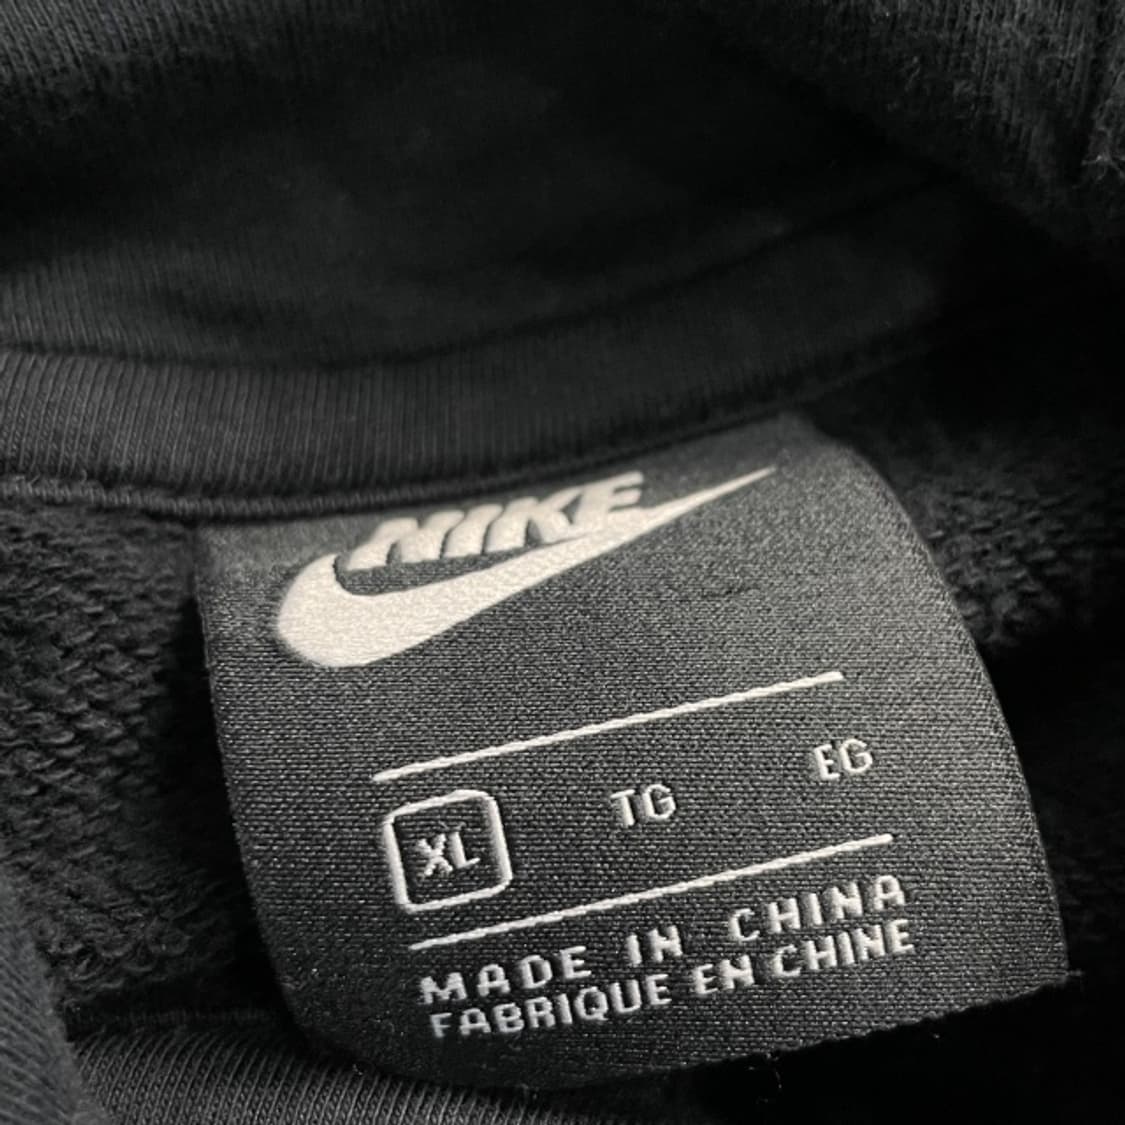 NIKE
XL TG EG
MADE IN CHINA
FABRIQUE EN CHINE